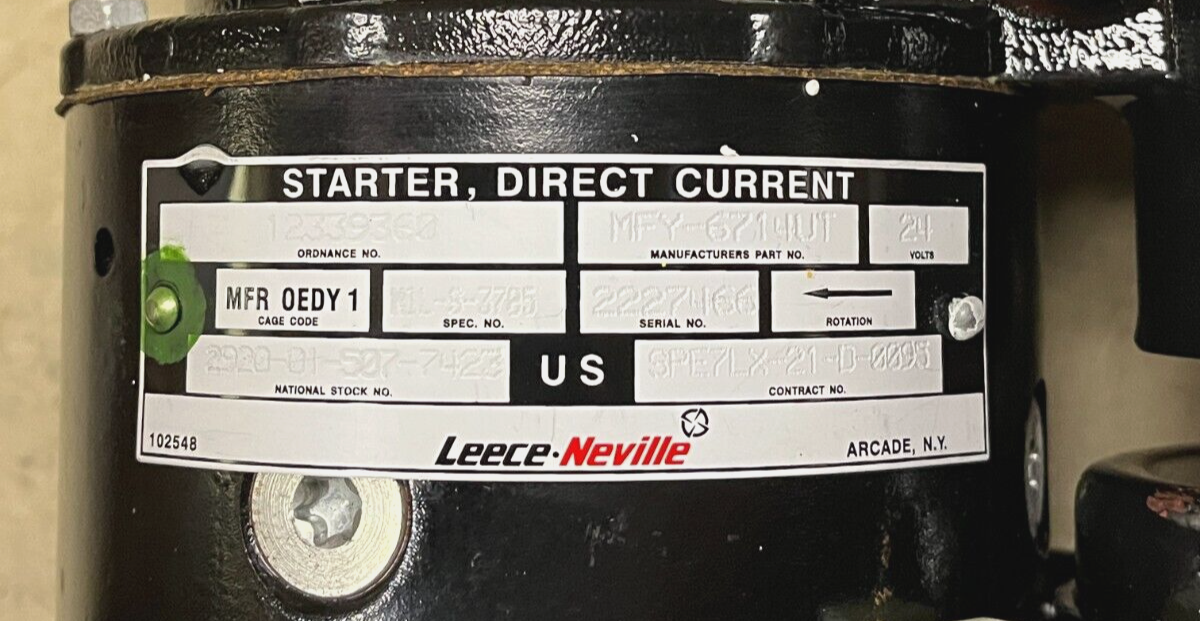 STARTER, DIRECT CURRENT
12339360 MFY-6714UT 24
ORDNANCE NO. MANUFACTURERS PART NO. VOLTS
MFR OEDY 1 MIL-S-3785 2227466
CAGE CODE SPEC. NO. SERIAL NO. ROTATION
2920-01-507-7423 US SPE7LX-21-D-0095
NATIONAL STOCK NO. CONTRACT NO.
102548 Leece·Neville ARCADE, N.Y.